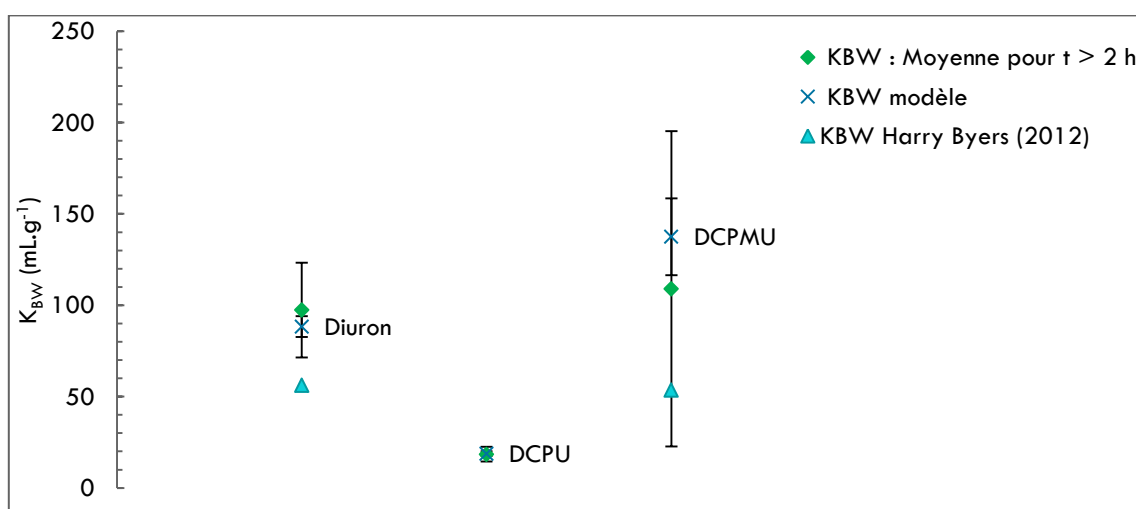 250
200
150
100
50
0
K_BW (mL.g⁻¹)
KBW : Moyenne pour t > 2 h
KBW modèle
KBW Harry Byers (2012)
Diuron
DCPU
DCPMU